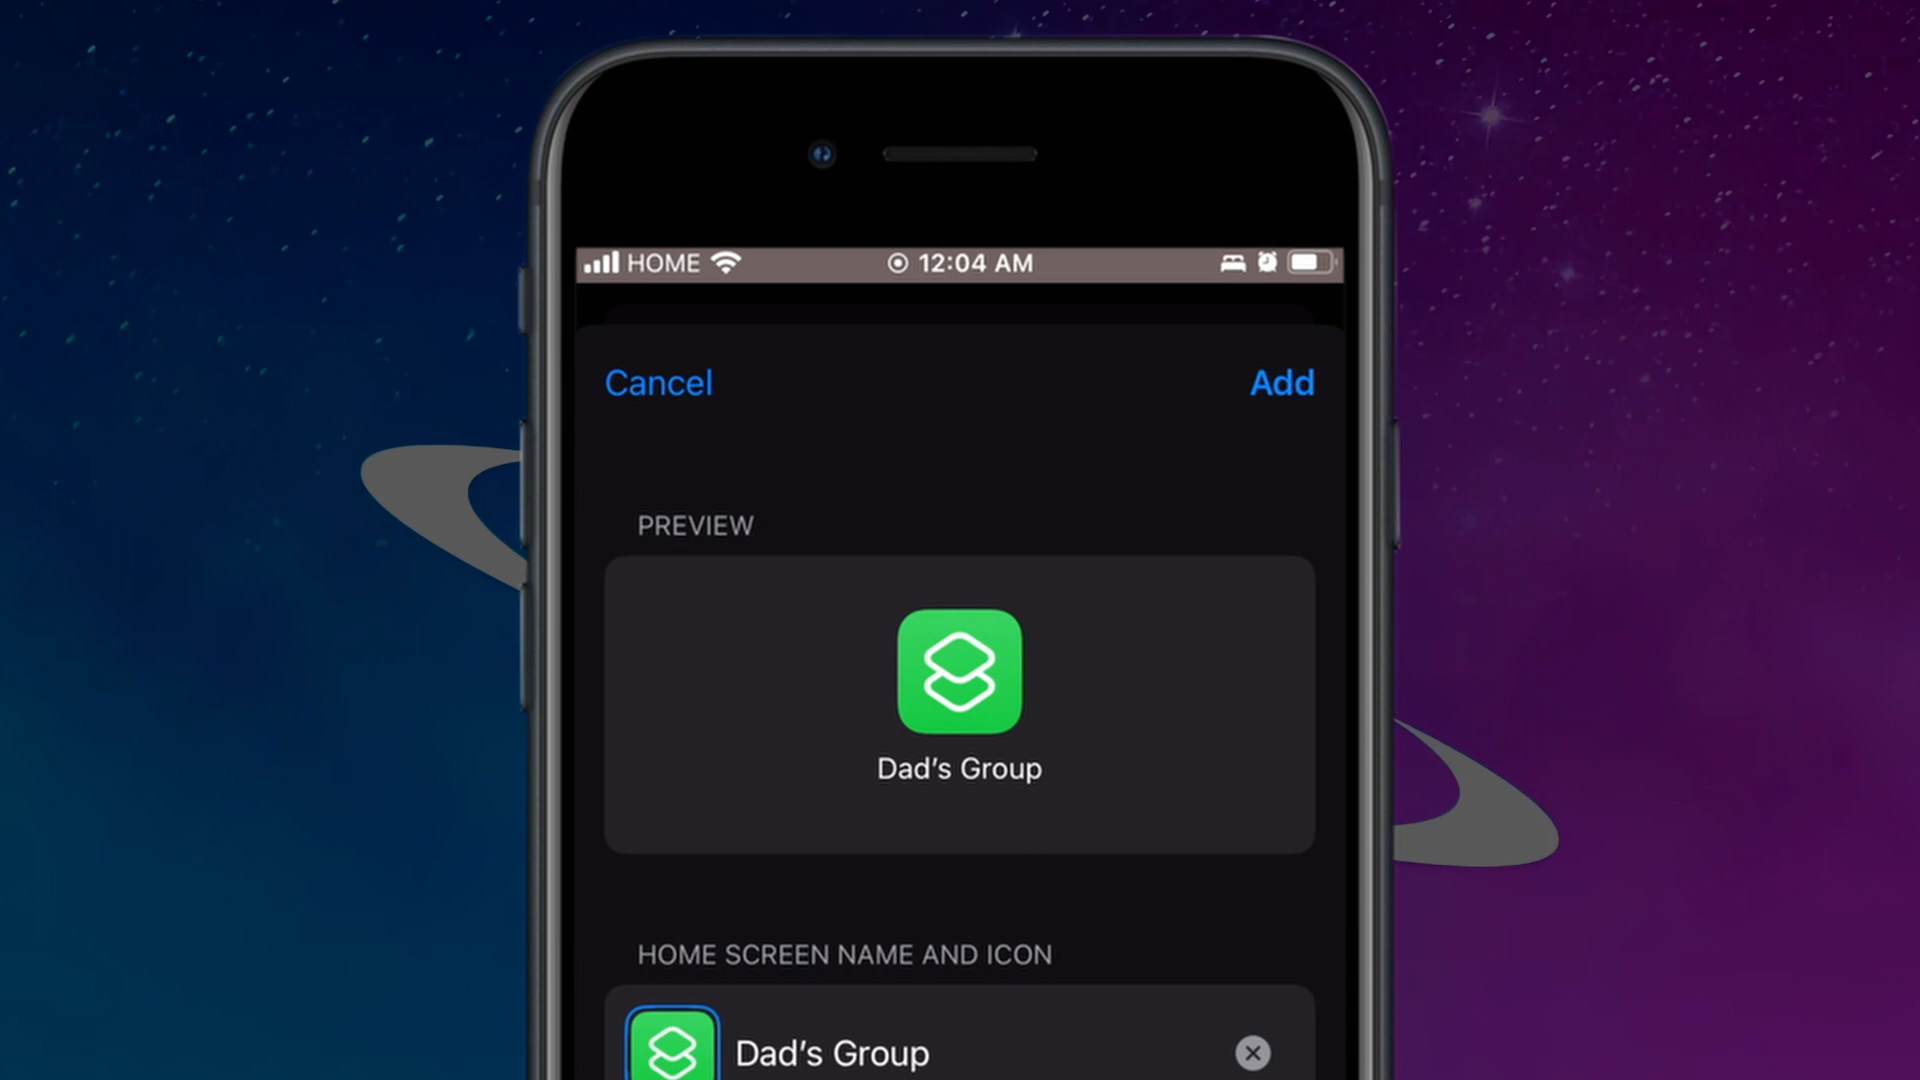 HOME 12:04 AM
Cancel Add
PREVIEW
Dad’s Group
HOME SCREEN NAME AND ICON
Dad’s Group